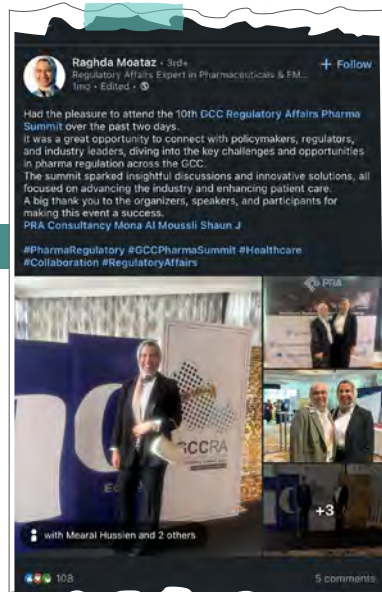 Raghda Moataz • 3rd+
+ Follow
Regulatory Affairs Expert in Pharmaceuticals & FM...
1mo • Edited •
Had the pleasure to attend the 10th GCC Regulatory Affairs Pharma
Summit over the past two days.
It was a great opportunity to connect with policymakers, regulators,
and industry leaders, diving into the key challenges and opportunities
in pharma regulation across the GCC.
The summit sparked insightful discussions and innovative solutions, all
focused on advancing the industry and enhancing patient care.
A big thank you to the organizers, speakers, and participants for
making this event a success.
PRA Consultancy Mona Al Moussli Shaun J
#PharmaRegulatory #GCCPharmaSummit #Healthcare
#Collaboration #RegulatoryAffairs
PRA
GCCRA
+3
with Mearal Hussien and 2 others
108
5 comments